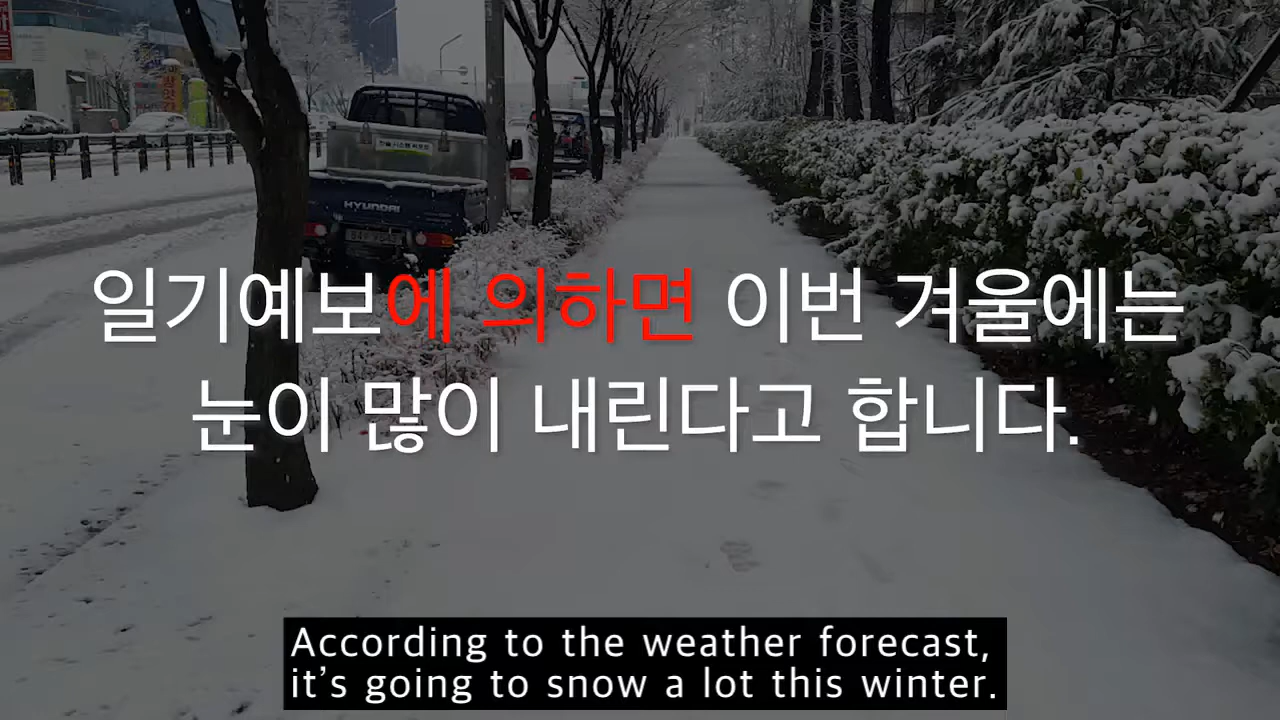 HYUNDAI
일기예보에 의하면 이번 겨울에는
눈이 많이 내린다고 합니다.
According to the weather forecast,
it's going to snow a lot this winter.